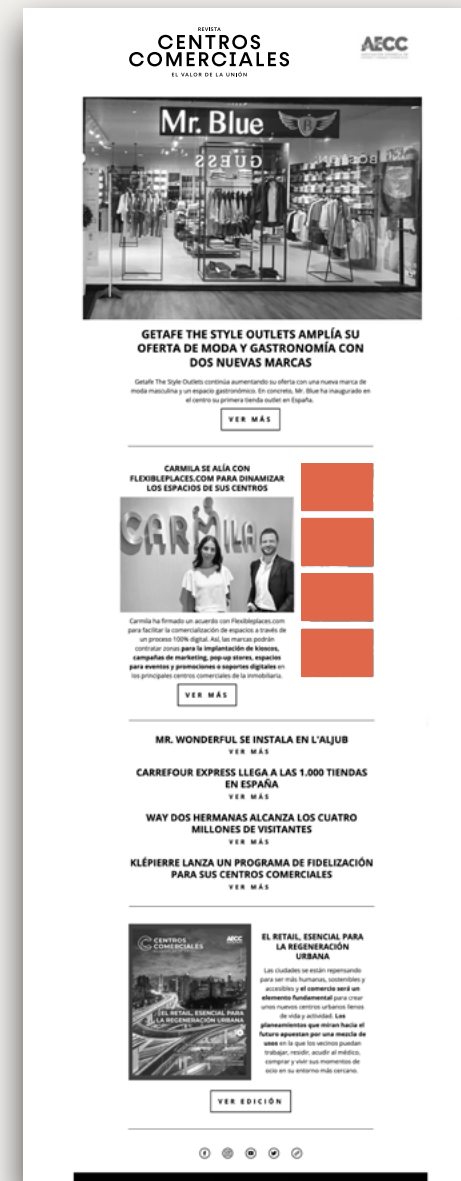 REVISTA
CENTROS
COMERCIALES
EL VALOR DE LA UNIÓN
AECC
Mr. Blue
GUESS
GETAFE THE STYLE OUTLETS AMPLÍA SU
OFERTA DE MODA Y GASTRONOMÍA CON
DOS NUEVAS MARCAS
Getafe The Style Outlets continúa aumentando su oferta con una nueva marca de
moda masculina y un espacio gastronómico. En concreto, Mr. Blue ha inaugurado en
el centro su primera tienda outlet en España.
VER MÁS
CARMILA SE ALÍA CON
FLEXIBLEPLACES.COM PARA DINAMIZAR
LOS ESPACIOS DE SUS CENTROS
CARMILA
Carmila ha firmado un acuerdo con Flexibleplaces.com
para facilitar la comercialización de espacios a través de
un proceso 100% digital. Así, las marcas podrán
contratar zonas para la implantación de kioscos,
campañas de marketing, pop-up stores, espacios
para eventos y promociones o soportes digitales en
los principales centros comerciales de la inmobiliaria.
VER MÁS
MR. WONDERFUL SE INSTALA EN L'ALJUB
VER MÁS
CARREFOUR EXPRESS LLEGA A LAS 1.000 TIENDAS
EN ESPAÑA
VER MÁS
WAY DOS HERMANAS ALCANZA LOS CUATRO
MILLONES DE VISITANTES
VER MÁS
KLÉPIERRE LANZA UN PROGRAMA DE FIDELIZACIÓN
PARA SUS CENTROS COMERCIALES
VER MÁS
CENTROS
COMERCIALES
AECC
EL RETAIL, ESENCIAL PARA
LA REGENERACIÓN URBANA
EL RETAIL, ESENCIAL PARA
LA REGENERACIÓN
URBANA
Las ciudades se están repensando
para ser más humanas, sostenibles y
accesibles y el comercio será un
elemento fundamental para crear
unos nuevos centros urbanos llenos
de vida y actividad. Los
planeamientos que miran hacia el
futuro apuestan por una mezcla de
usos en la que los vecinos puedan
trabajar, residir, acudir al médico,
comprar y vivir sus momentos de
ocio en su entorno más cercano.
VER EDICIÓN